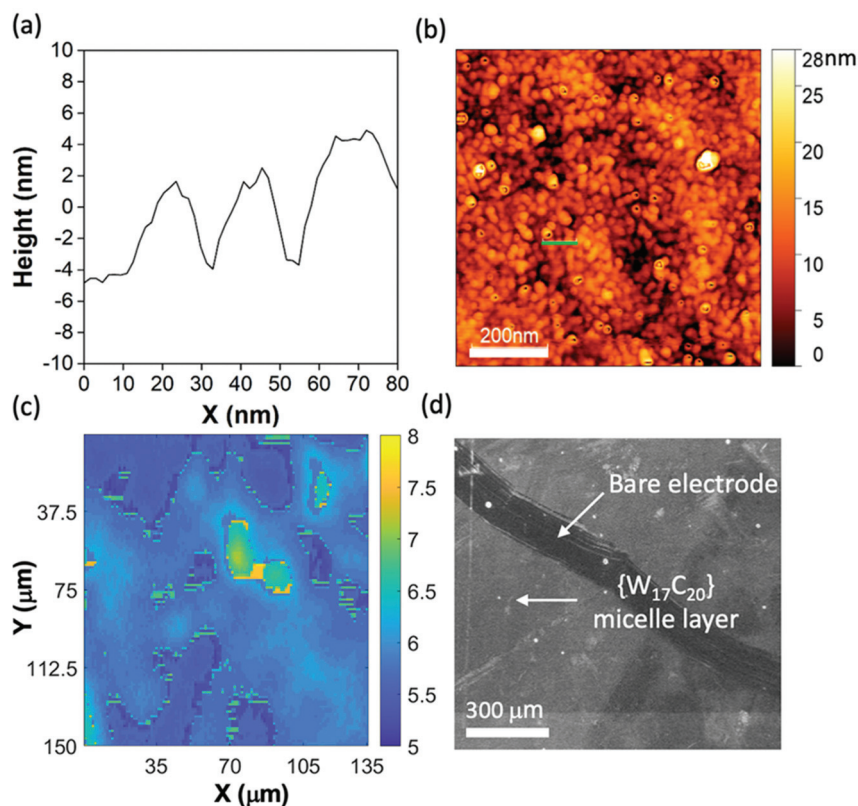 (a)
10
8
6
4
2
0
-2
-4
-6
-8
-10
Height (nm)
0 10 20 30 40 50 60 70 80
X (nm)
(b)
28nm
25
20
15
10
5
0
200nm
(c)
37.5
75
112.5
150
Y (μm)
35 70 105 135
X (μm)
8
7.5
7
6.5
6
5.5
5
(d)
Bare electrode
{W₁₇C₂₀}
micelle layer
300 μm